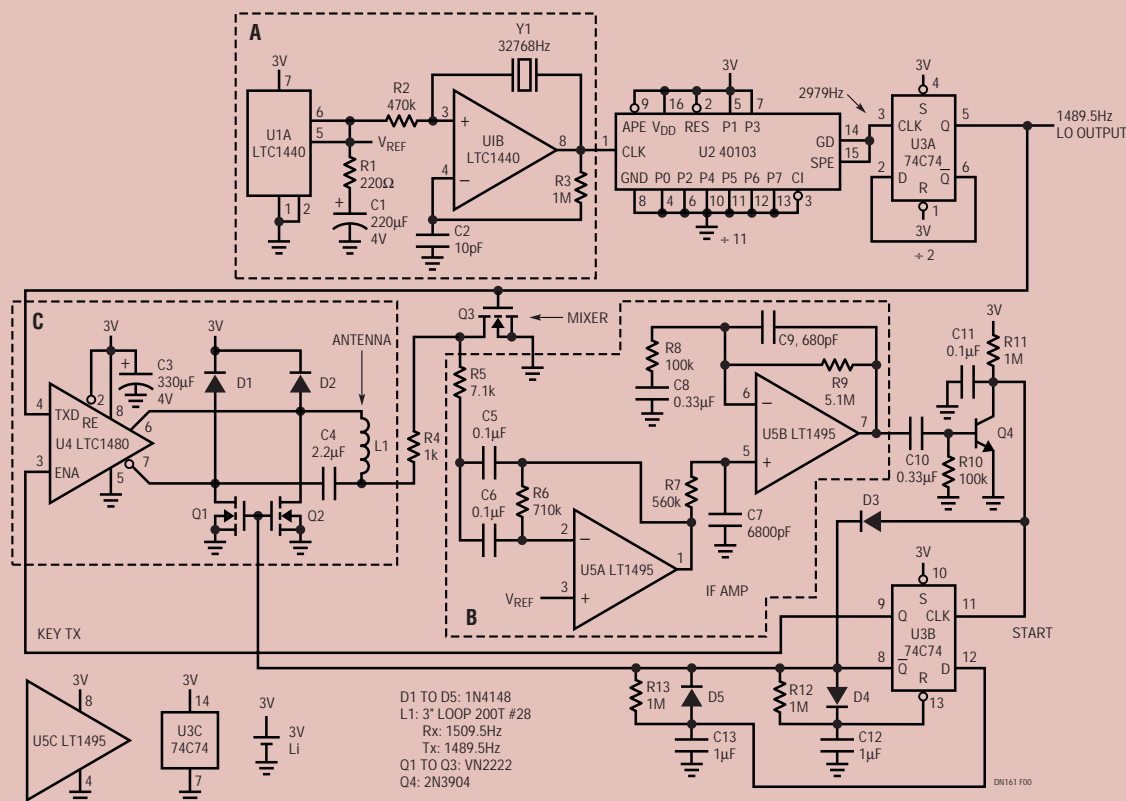 A
3V
7
U1A
LTC1440
6
5
1
2
R2
470k
VREF
R1
220Ω
+
C1
220µF
4V
Y1
32768Hz
3
+
UIB
LTC1440
4
–
8
R3
1M
C2
10pF
3V
9
16
2
5
7
APE VDD RES P1 P3
1
CLK
U2 40103
GD
SPE
14
15
GND P0 P2 P4 P5 P6 P7 CI
8
4
6
10
11
12
13
3
÷ 11
2979Hz
3V
4
S
3
CLK
Q
5
U3A
74C74
2
D
Q
6
R
1
3V
÷ 2
1489.5Hz
LO OUTPUT
C
3V
3V
ANTENNA
+
C3
330µF
4V
D1
D2
2
8
4
TXD
RE
6
U4 LTC1480
3
ENA
7
5
C4
2.2µF
L1
R4
1k
Q1
Q2
Q3
MIXER
R5
7.1k
C5
0.1µF
C6
0.1µF
R6
710k
2
–
U5A LT1495
1
VREF
3
+
B
IF AMP
R7
560k
C7
6800pF
R8
100k
C8
0.33µF
C9, 680pF
R9
5.1M
6
–
U5B LT1495
7
5
+
C10
0.33µF
R10
100k
3V
C11
0.1µF
R11
1M
Q4
D3
3V
10
S
9
Q
CLK
11
U3B
74C74
8
Q
D
12
R
13
START
KEY TX
R13
1M
D5
R12
1M
D4
C13
1µF
C12
1µF
3V
8
U5C LT1495
4
3V
14
U3C
74C74
7
3V
3V
Li
D1 TO D5: 1N4148
L1: 3" LOOP 200T #28
Rx: 1509.5Hz
Tx: 1489.5Hz
Q1 TO Q3: VN2222
Q4: 2N3904
DN161 F00